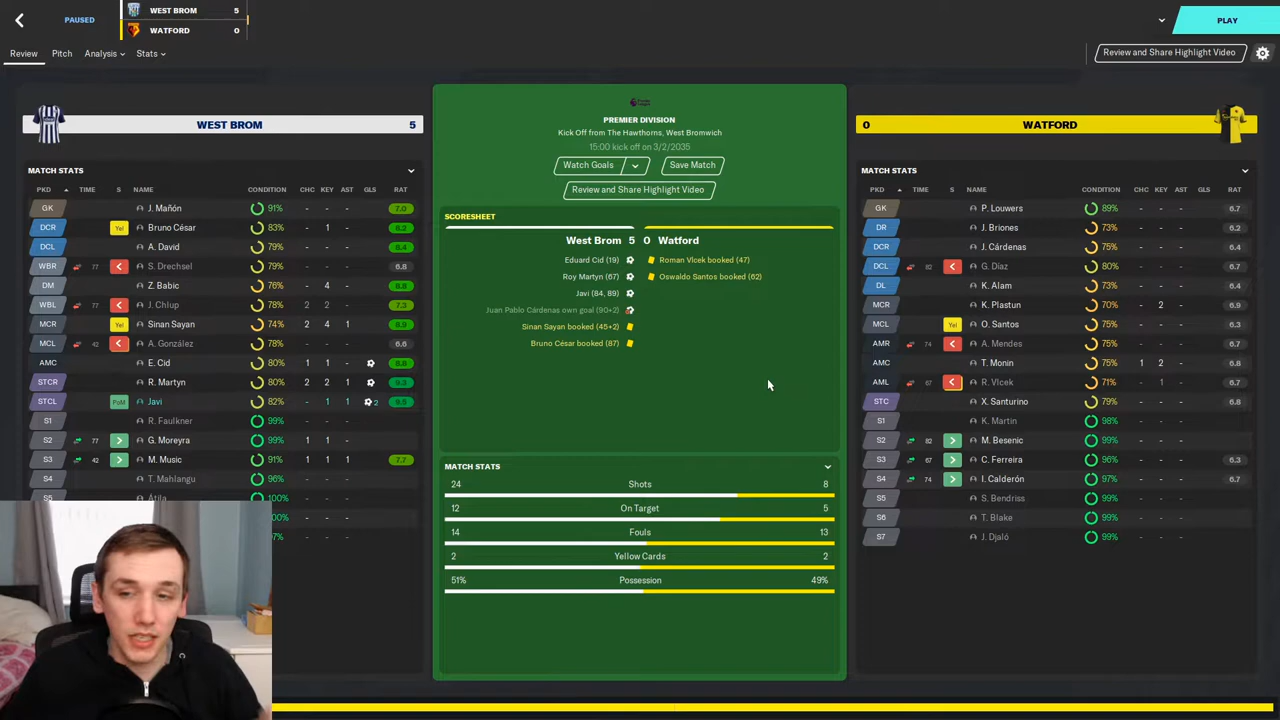 PAUSED
WEST BROM 5
WATFORD 0
PLAY
Review Pitch Analysis Stats
Review and Share Highlight Video
WEST BROM 5
MATCH STATS
PKD TIME S NAME CONDITION CHC KEY AST GLS RAT
GK J. Mañón 91% - - - 7.0
DCR Yel Bruno César 83% - 1 - 8.2
DCL A. David 79% - - - 8.4
WBR 77 S. Drechsel 79% - - - 6.8
DM Z. Babic 76% - 4 - 8.8
WBL 77 J. Chlup 78% 2 2 - 7.3
MCR Yel Sinan Sayan 74% 2 4 1 8.9
MCL 42 A. González 78% - - - 6.6
AMC E. Cid 80% 1 1 - 8.8
STCR R. Martyn 80% 2 2 1 9.3
STCL PoM Javi 82% - 1 1 2 9.5
S1 R. Faulkner 99% - - -
S2 77 G. Moreyra 99% 1 1 -
S3 42 M. Music 91% 1 1 1 7.7
S4 T. Mahlangu 96% - - -
S5 Átila 100% - - -
100% - - -
97% - - -
PREMIER DIVISION
Kick Off from The Hawthorns, West Bromwich
15:00 kick off on 3/2/2035
Watch Goals
Save Match
Review and Share Highlight Video
SCORESHEET
West Brom 5 0 Watford
Eduard Cid (19) Roman Vlcek booked (47)
Roy Martyn (67) Oswaldo Santos booked (62)
Javi (84, 89)
Juan Pablo Cárdenas own goal (90+2)
Sinan Sayan booked (45+2)
Bruno César booked (87)
MATCH STATS
24 Shots 8
12 On Target 5
14 Fouls 13
2 Yellow Cards 2
51% Possession 49%
0 WATFORD
MATCH STATS
PKD TIME S NAME CONDITION CHC KEY AST GLS RAT
GK P. Louwers 89% - - - 6.7
DR J. Briones 73% - - - 6.2
DCR J. Cárdenas 76% - - - 6.4
DCL 82 G. Díaz 80% - - - 6.7
DL K. Alam 73% - - - 6.4
MCR K. Plastun 70% - 2 - 6.9
MCL Yel O. Santos 75% - - - 6.3
AMR 74 A. Mendes 75% - - - 6.7
AMC T. Monin 75% 1 2 - 6.8
AML 67 R. Vlcek 71% - 1 - 6.7
STC X. Santurino 79% - - - 6.8
S1 K. Martin 98% - - -
S2 82 M. Besenic 99% - - -
S3 67 C. Ferreira 96% - - - 6.3
S4 74 I. Calderón 97% - - - 6.7
S5 S. Bendriss 99% - - -
S6 T. Blake 99% - - -
S7 J. Djaló 99% - - -